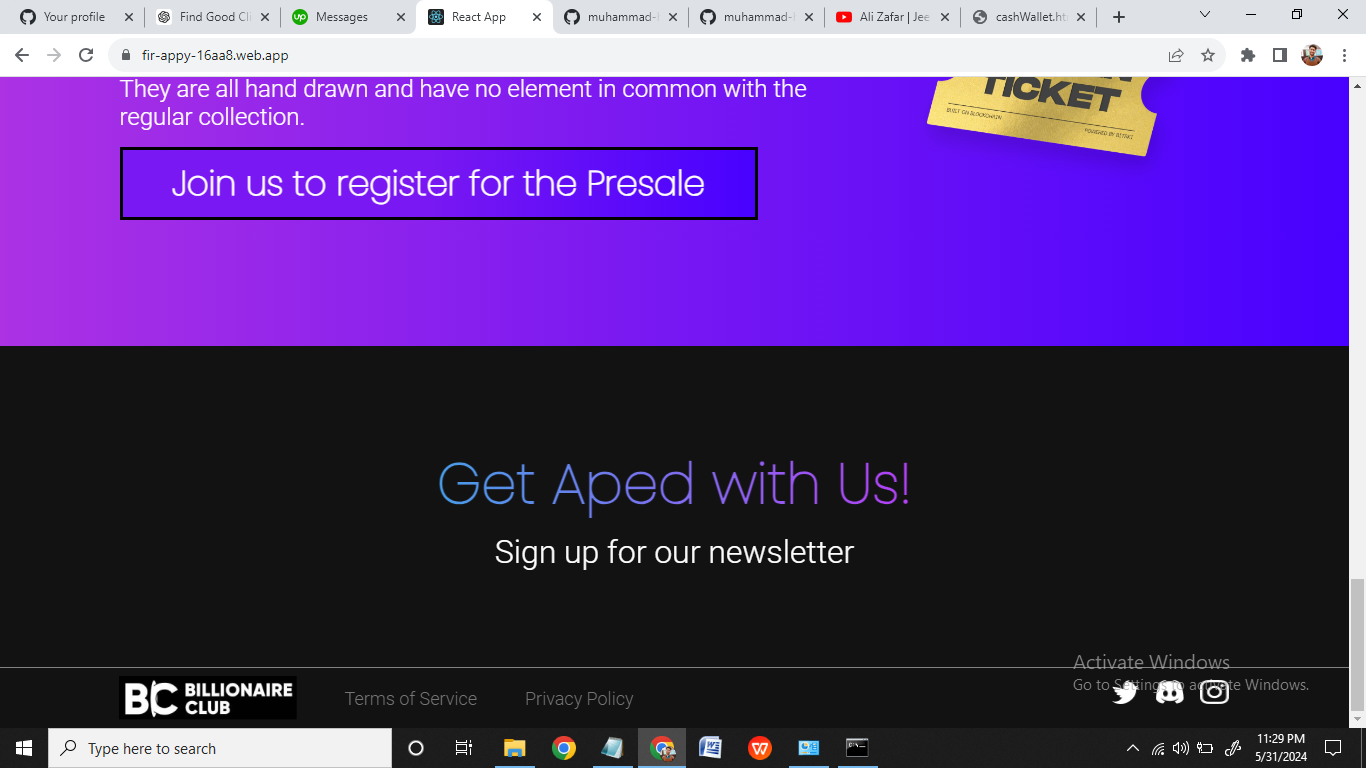 Your profile
Find Good Cli
Messages
React App
muhammad-
muhammad-
Ali Zafar | Jee
cashWallet.ht
fir-appy-16aa8.web.app
They are all hand drawn and have no element in common with the
regular collection.
TICKET
BUILT ON BLOCKCHAIN
Join us to register for the Presale
Get Aped with Us!
Sign up for our newsletter
Activate Windows
Go to Settings to activate Windows.
BC BILLIONAIRE
CLUB
Terms of Service
Privacy Policy
Type here to search
11:29 PM
5/31/2024